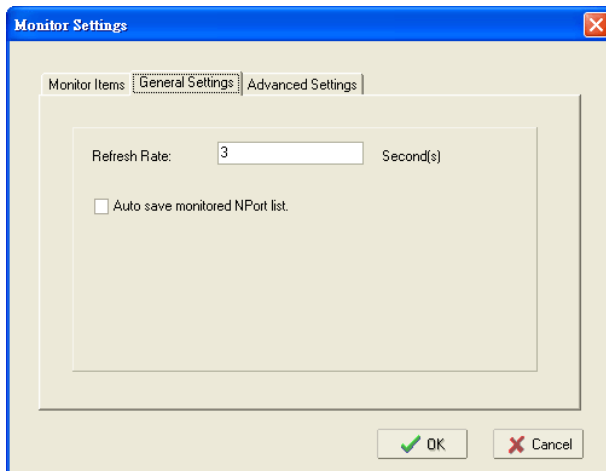 Monitor Settings
Monitor Items General Settings Advanced Settings
Refresh Rate: 3 Second(s)
Auto save monitored NPort list.
OK Cancel